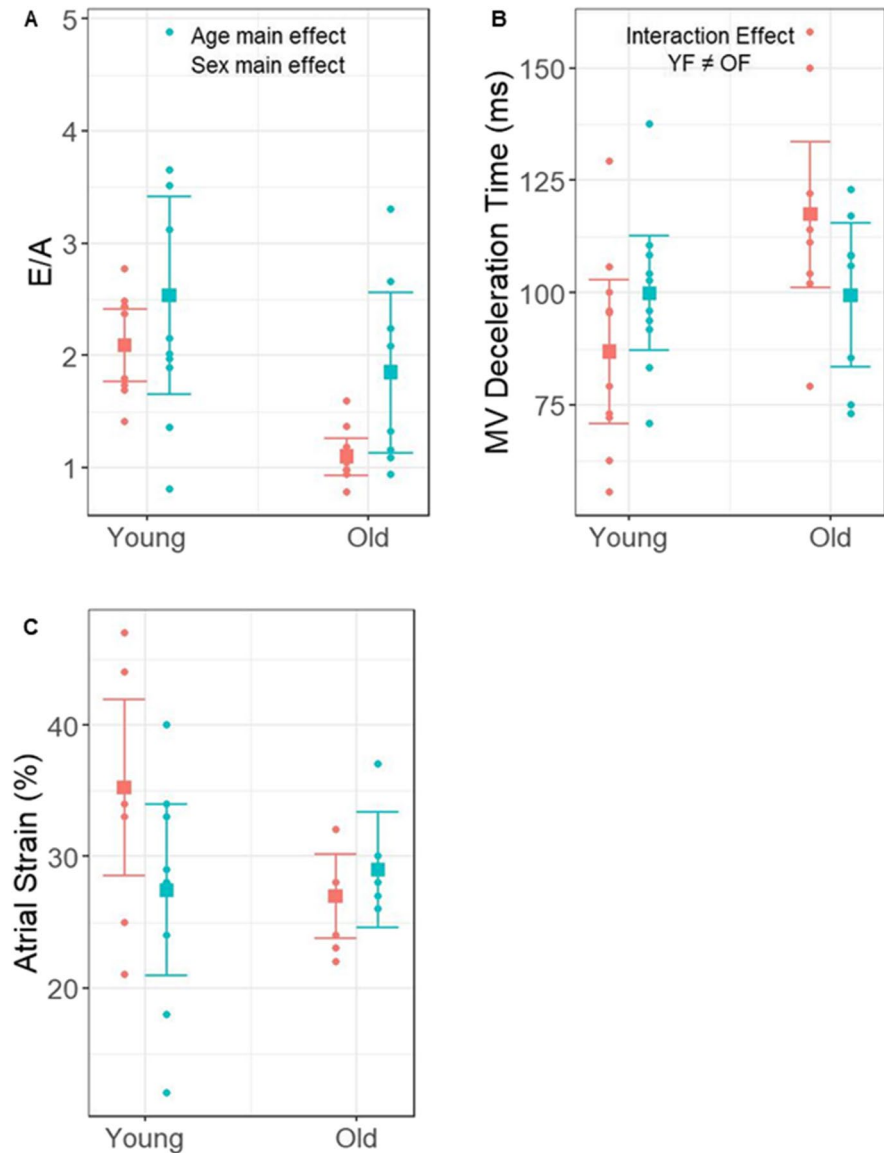 A
Age main effect
Sex main effect
E/A
5
4
3
2
1
Young Old
B
Interaction Effect
YF ≠ OF
MV Deceleration Time (ms)
150
125
100
75
Young Old
C
Atrial Strain (%)
40
30
20
Young Old